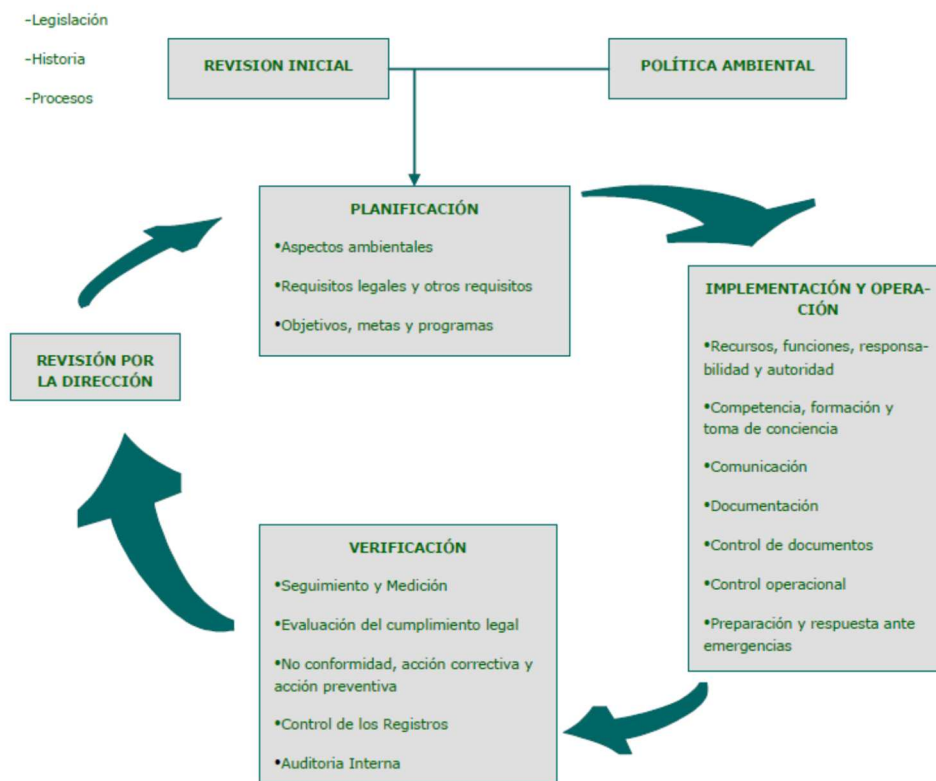 -Legislación
-Historia
-Procesos
REVISION INICIAL
POLÍTICA AMBIENTAL
PLANIFICACIÓN
•Aspectos ambientales
•Requisitos legales y otros requisitos
•Objetivos, metas y programas
IMPLEMENTACIÓN Y OPERA-
CIÓN
•Recursos, funciones, responsa-
bilidad y autoridad
•Competencia, formación y
toma de conciencia
•Comunicación
•Documentación
•Control de documentos
•Control operacional
•Preparación y respuesta ante
emergencias
VERIFICACIÓN
•Seguimiento y Medición
•Evaluación del cumplimiento legal
•No conformidad, acción correctiva y
acción preventiva
•Control de los Registros
•Auditoria Interna
REVISIÓN POR
LA DIRECCIÓN